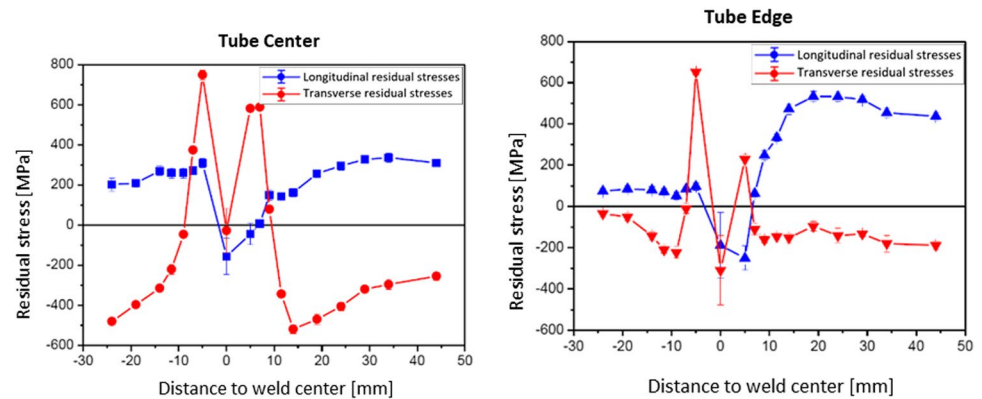 Tube Center
Longitudinal residual stresses
Transverse residual stresses
Residual stress [MPa]
800
600
400
200
0
-200
-400
-600
-30 -20 -10 0 10 20 30 40 50
Distance to weld center [mm]
Tube Edge
Longitudinal residual stresses
Transverse residual stresses
Residual stress [MPa]
800
600
400
200
0
-200
-400
-600
-30 -20 -10 0 10 20 30 40 50
Distance to weld center [mm]